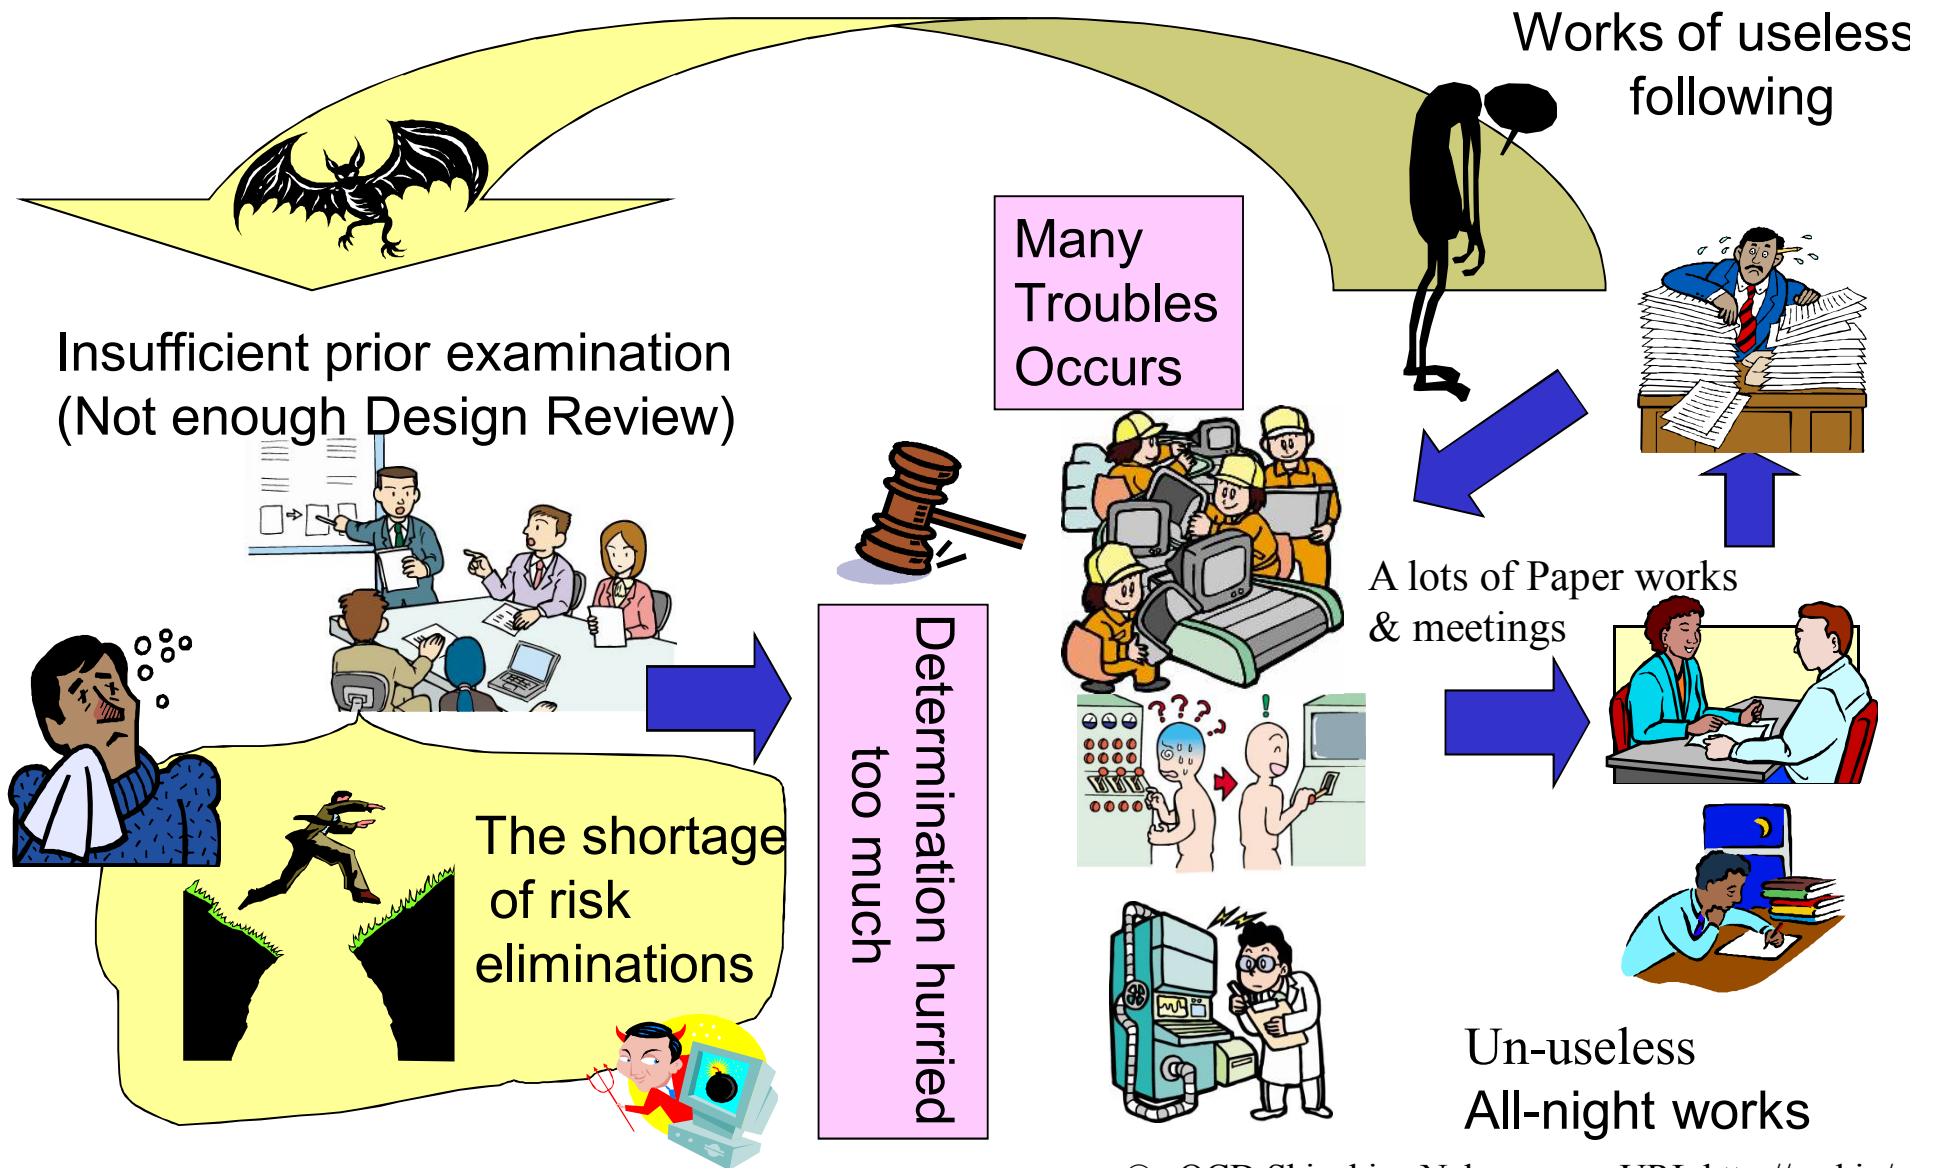 Works of useless
following
Many
Troubles
Occurs
Insufficient prior examination
(Not enough Design Review)
A lots of Paper works
& meetings
Determination hurried
too much
The shortage
of risk
eliminations
Un-useless
All-night works